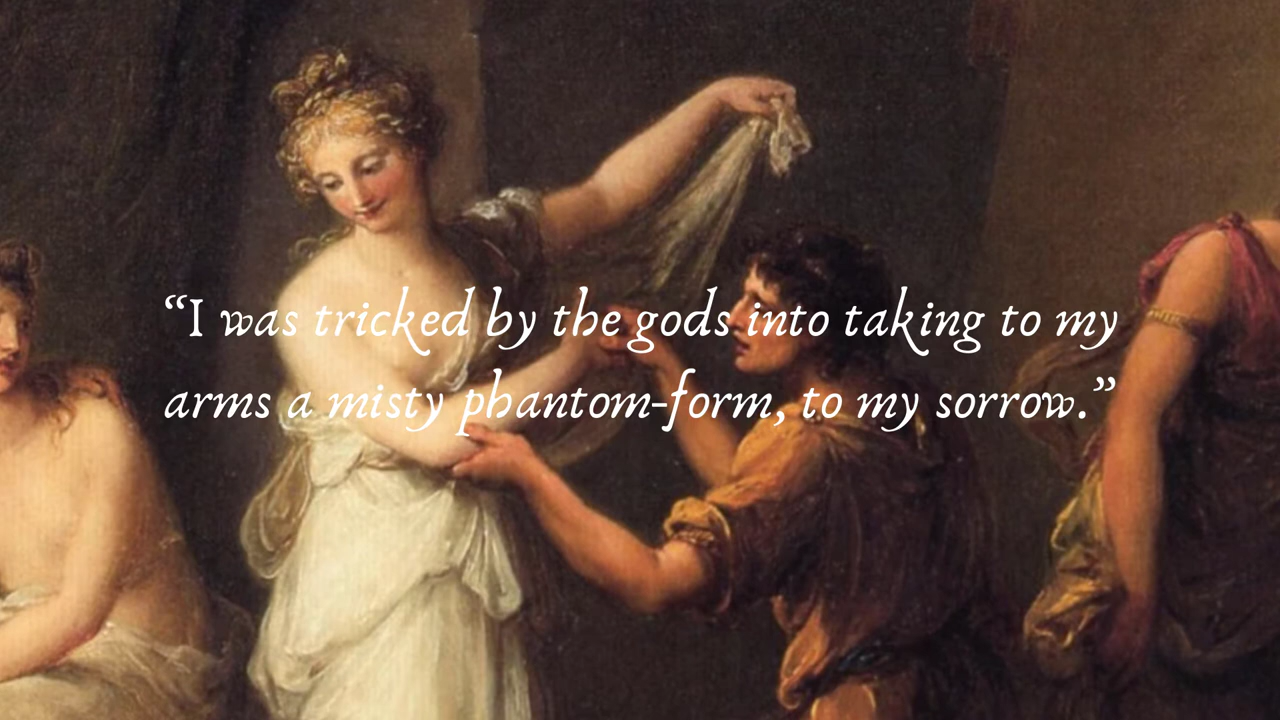 “I was tricked by the gods into taking to my
arms a misty phantom-form, to my sorrow.”